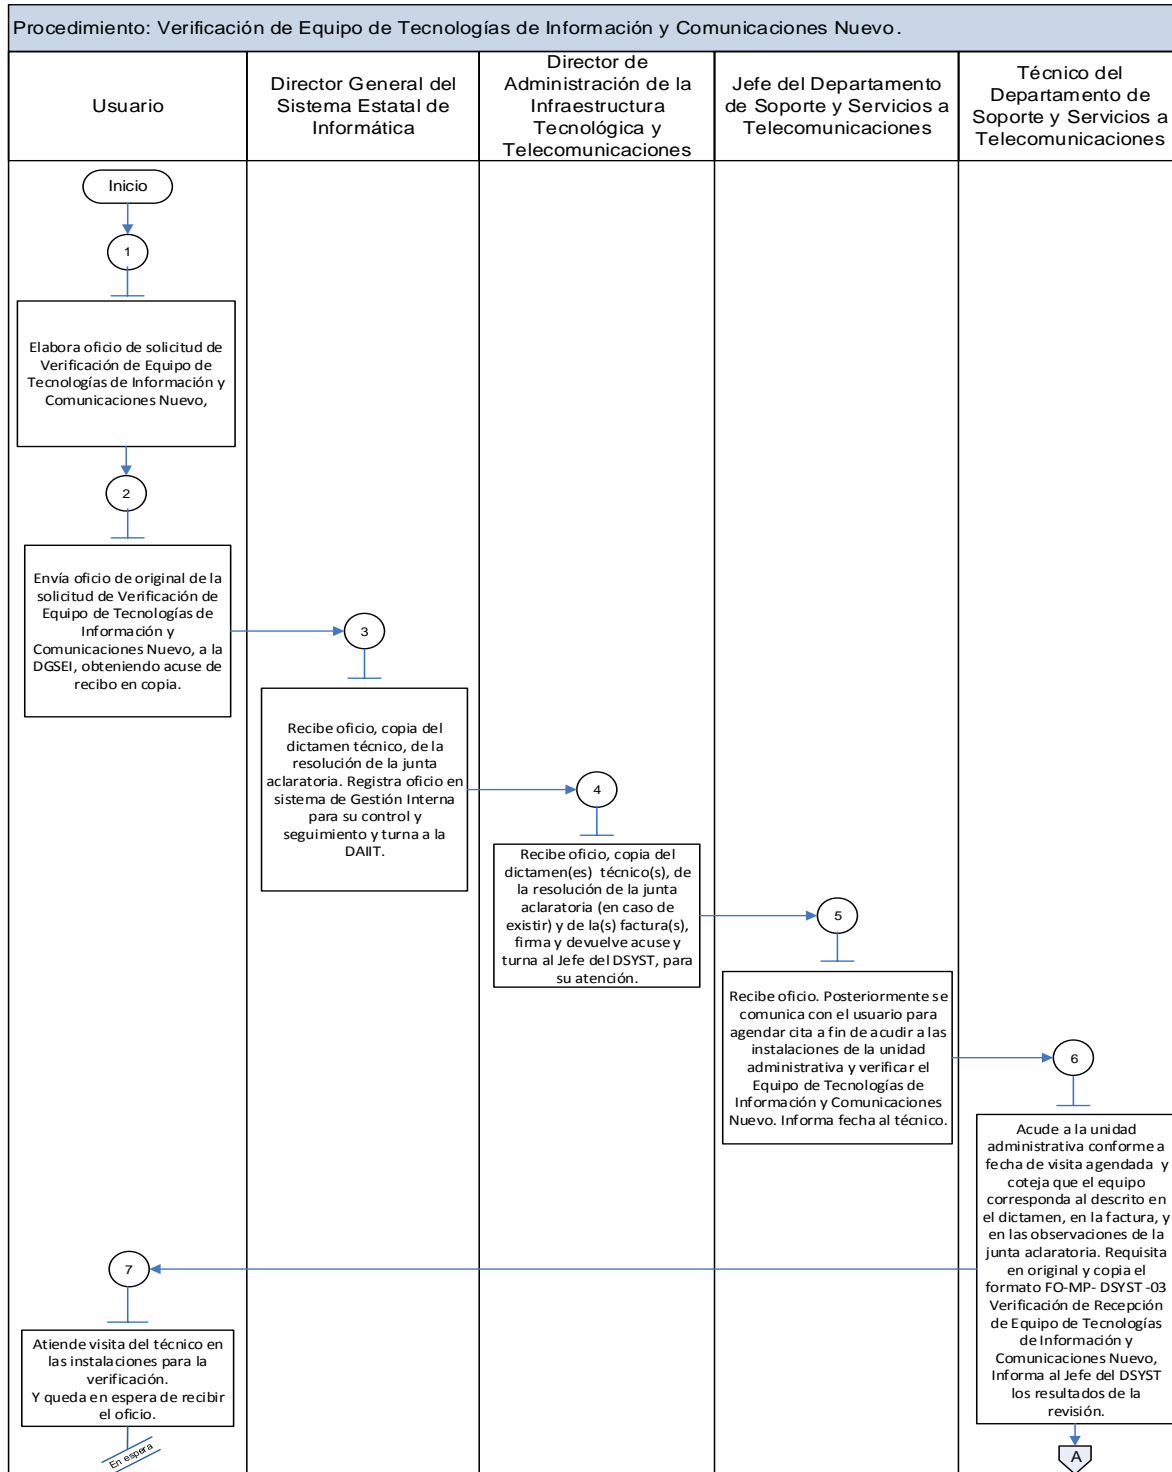 Procedimiento: Verificación de Equipo de Tecnologías de Información y Comunicaciones Nuevo.
Usuario
Director General del
Sistema Estatal de
Informática
Director de
Administración de la
Infraestructura
Tecnológica y
Telecomunicaciones
Jefe del Departamento
de Soporte y Servicios a
Telecomunicaciones
Técnico del
Departamento de
Soporte y Servicios a
Telecomunicaciones
Inicio
1
Elabora oficio de solicitud de
Verificación de Equipo de
Tecnologías de Información y
Comunicaciones Nuevo,
2
Envía oficio de original de la
solicitud de Verificación de
Equipo de Tecnologías de
Información y
Comunicaciones Nuevo, a la
DGSEI, obteniendo acuse de
recibo en copia.
3
Recibe oficio, copia del
dictamen técnico, de la
resolución de la junta
aclaratoria. Registra oficio en
sistema de Gestión Interna
para su control y
seguimiento y turna a la
DAIIT.
4
Recibe oficio, copia del
dictamen(es) técnico(s), de
la resolución de la junta
aclaratoria (en caso de
existir) y de la(s) factura(s),
firma y devuelve acuse y
turna al Jefe del DSYST, para
su atención.
5
Recibe oficio. Posteriormente se
comunica con el usuario para
agendar cita a fin de acudir a las
instalaciones de la unidad
administrativa y verificar el
Equipo de Tecnologías de
Información y Comunicaciones
Nuevo. Informa fecha al técnico.
6
Acude a la unidad
administrativa conforme a
fecha de visita agendada y
coteja que el equipo
corresponda al descrito en
el dictamen, en la factura, y
en las observaciones de la
junta aclaratoria. Requisita
en original y copia el
formato FO-MP- DSYST -03
Verificación de Recepción
de Equipo de Tecnologías
de Información y
Comunicaciones Nuevo,
Informa al Jefe del DSYST
los resultados de la
revisión.
7
Atiende visita del técnico en
las instalaciones para la
verificación.
Y queda en espera de recibir
el oficio.
En espera
A